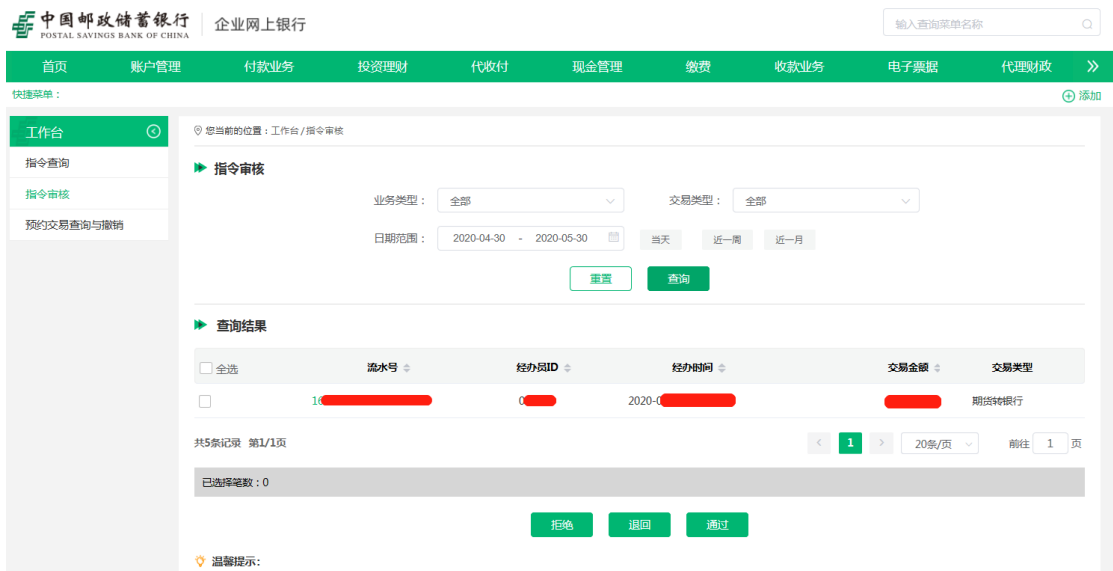 中国邮政储蓄银行 企业网上银行 输入查询菜单名称
POSTAL SAVINGS BANK OF CHINA
首页 账户管理 付款业务 投资理财 代收付 现金管理 缴费 收款业务 电子票据 代理财政
快捷菜单： 添加
工作台 您当前的位置：工作台/指令审核
指令查询
指令审核
预约交易查询与撤销
指令审核
业务类型： 全部 交易类型： 全部
日期范围： 2020-04-30 - 2020-05-30 当天 近一周 近一月
重置 查询
查询结果
全选 流水号 经办员ID 经办时间 交易金额 交易类型
16 0 2020-0 期货转银行
共5条记录 第1/1页 < 1 > 20条/页 前往 1 页
已选择笔数：0
拒绝 退回 通过
温馨提示：